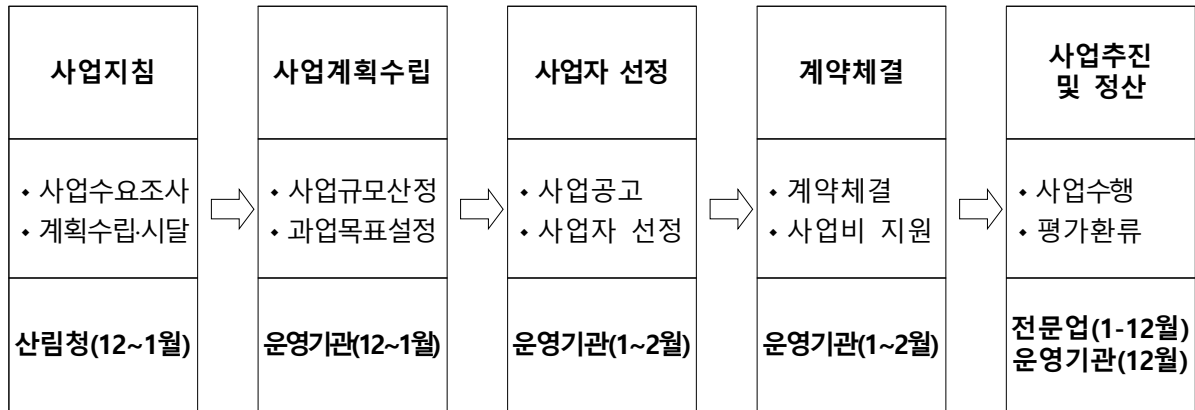 사업지침
사업계획수립
사업자 선정
계약체결
사업추진
및 정산
• 사업수요조사
• 계획수립·시달
• 사업규모산정
• 과업목표설정
• 사업공고
• 사업자 선정
• 계약체결
• 사업비 지원
• 사업수행
• 평가환류
산림청(12~1월)
운영기관(12~1월)
운영기관(1~2월)
운영기관(1~2월)
전문업(1-12월)
운영기관(12월)